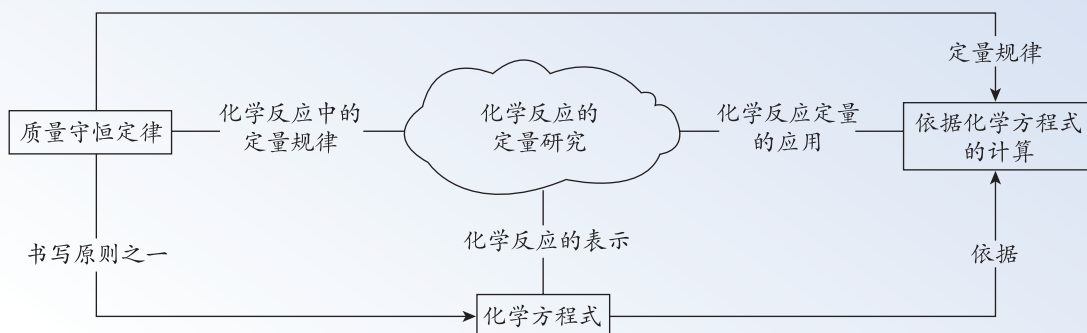 定量规律
质量守恒定律
化学反应中的
定量规律
化学反应的
定量研究
化学反应定量
的应用
依据化学方程式
的计算
书写原则之一
化学反应的表示
依据
化学方程式